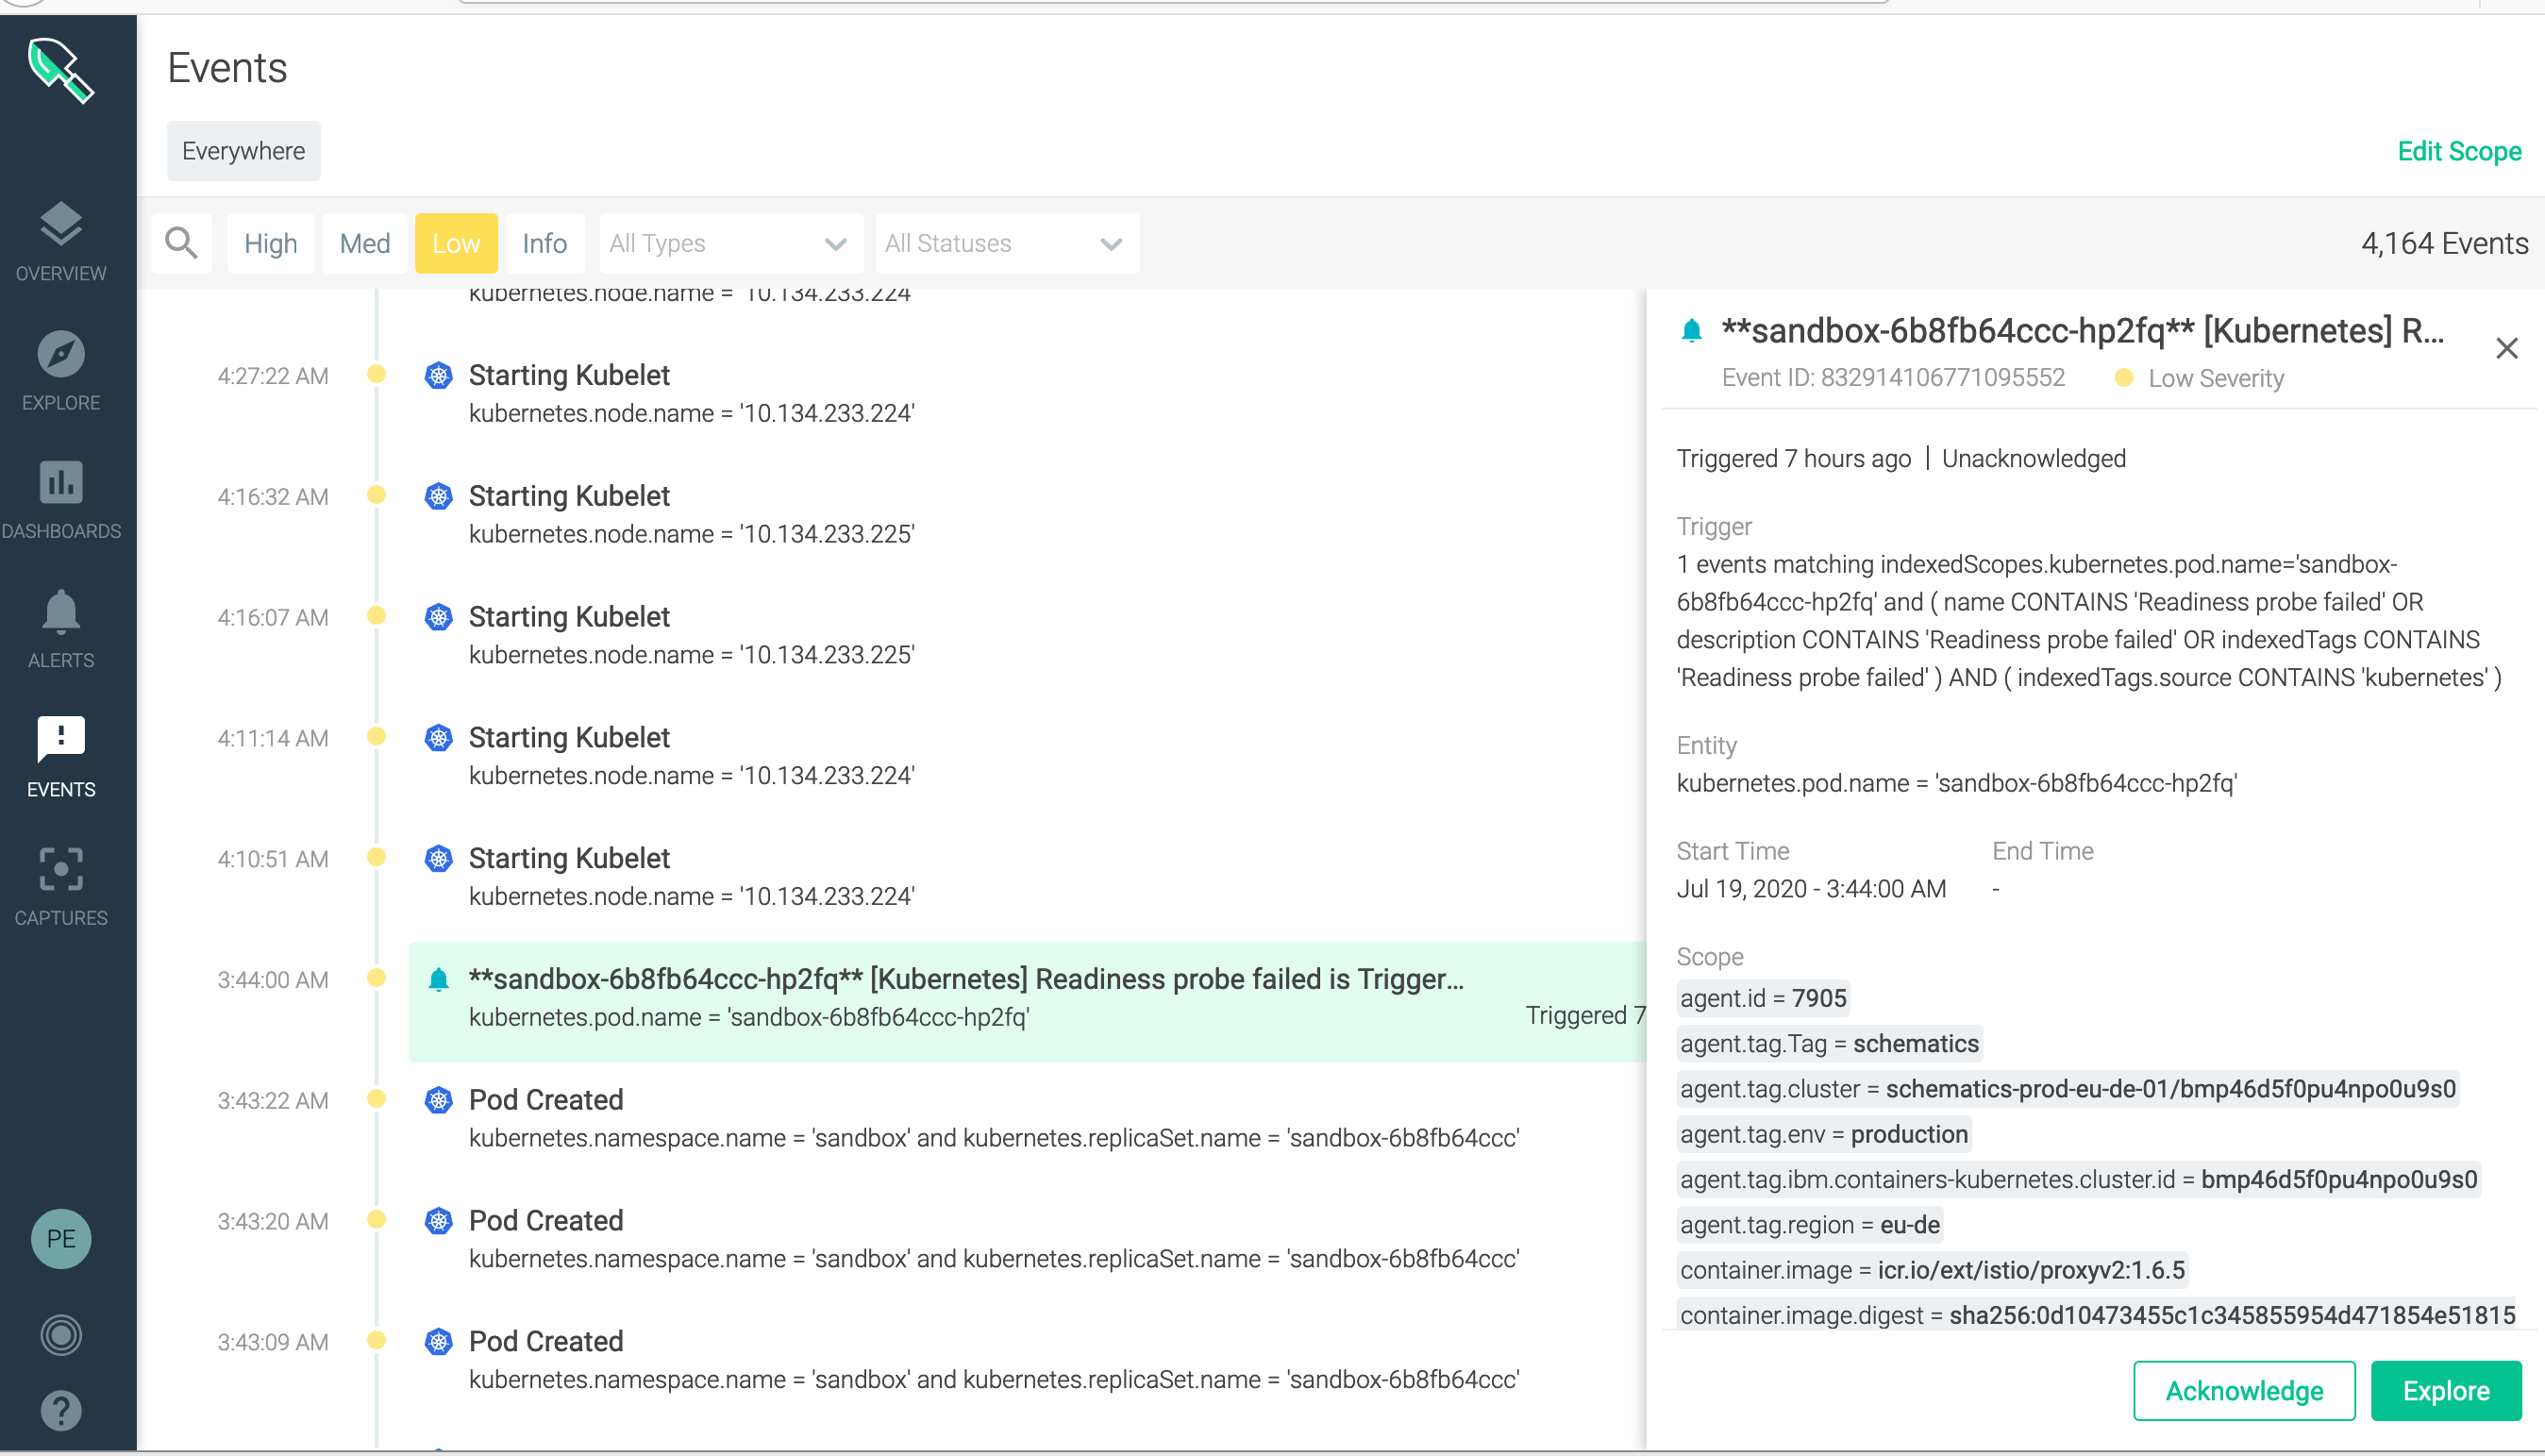 Events
Everywhere
Edit Scope
High
Med
Low
Info
All Types
All Statuses
4,164 Events
OVERVIEW
EXPLORE
DASHBOARDS
ALERTS
EVENTS
CAPTURES
PE
?
kubernetes.node.name = '10.134.233.224'
4:27:22 AM
Starting Kubelet
kubernetes.node.name = '10.134.233.224'
4:16:32 AM
Starting Kubelet
kubernetes.node.name = '10.134.233.225'
4:16:07 AM
Starting Kubelet
kubernetes.node.name = '10.134.233.225'
4:11:14 AM
Starting Kubelet
kubernetes.node.name = '10.134.233.224'
4:10:51 AM
Starting Kubelet
kubernetes.node.name = '10.134.233.224'
3:44:00 AM
**sandbox-6b8fb64ccc-hp2fq** [Kubernetes] Readiness probe failed is Trigger...
kubernetes.pod.name = 'sandbox-6b8fb64ccc-hp2fq'
Triggered 7
3:43:22 AM
Pod Created
kubernetes.namespace.name = 'sandbox' and kubernetes.replicaSet.name = 'sandbox-6b8fb64ccc'
3:43:20 AM
Pod Created
kubernetes.namespace.name = 'sandbox' and kubernetes.replicaSet.name = 'sandbox-6b8fb64ccc'
3:43:09 AM
Pod Created
kubernetes.namespace.name = 'sandbox' and kubernetes.replicaSet.name = 'sandbox-6b8fb64ccc'
**sandbox-6b8fb64ccc-hp2fq** [Kubernetes] R...
Event ID: 832914106771095552
Low Severity
Triggered 7 hours ago | Unacknowledged
Trigger
1 events matching indexedScopes.kubernetes.pod.name='sandbox-
6b8fb64ccc-hp2fq' and ( name CONTAINS 'Readiness probe failed' OR
description CONTAINS 'Readiness probe failed' OR indexedTags CONTAINS
'Readiness probe failed' ) AND ( indexedTags.source CONTAINS 'kubernetes' )
Entity
kubernetes.pod.name = 'sandbox-6b8fb64ccc-hp2fq'
Start Time
End Time
Jul 19, 2020 - 3:44:00 AM
-
Scope
agent.id = 7905
agent.tag.Tag = schematics
agent.tag.cluster = schematics-prod-eu-de-01/bmp46d5f0pu4npo0u9s0
agent.tag.env = production
agent.tag.ibm.containers-kubernetes.cluster.id = bmp46d5f0pu4npo0u9s0
agent.tag.region = eu-de
container.image = icr.io/ext/istio/proxyv2:1.6.5
container.image.digest = sha256:0d10473455c1c345855954d471854e51815
Acknowledge
Explore